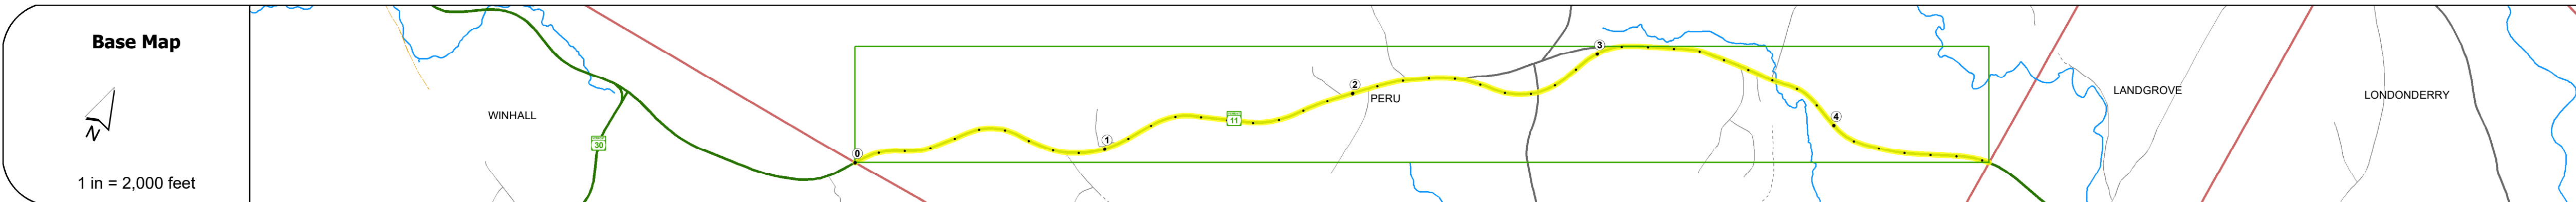 Base Map
N
1 in = 2,000 feet
WINHALL
30
0
1
11
2
PERU
3
4
LANDGROVE
LONDONDERRY